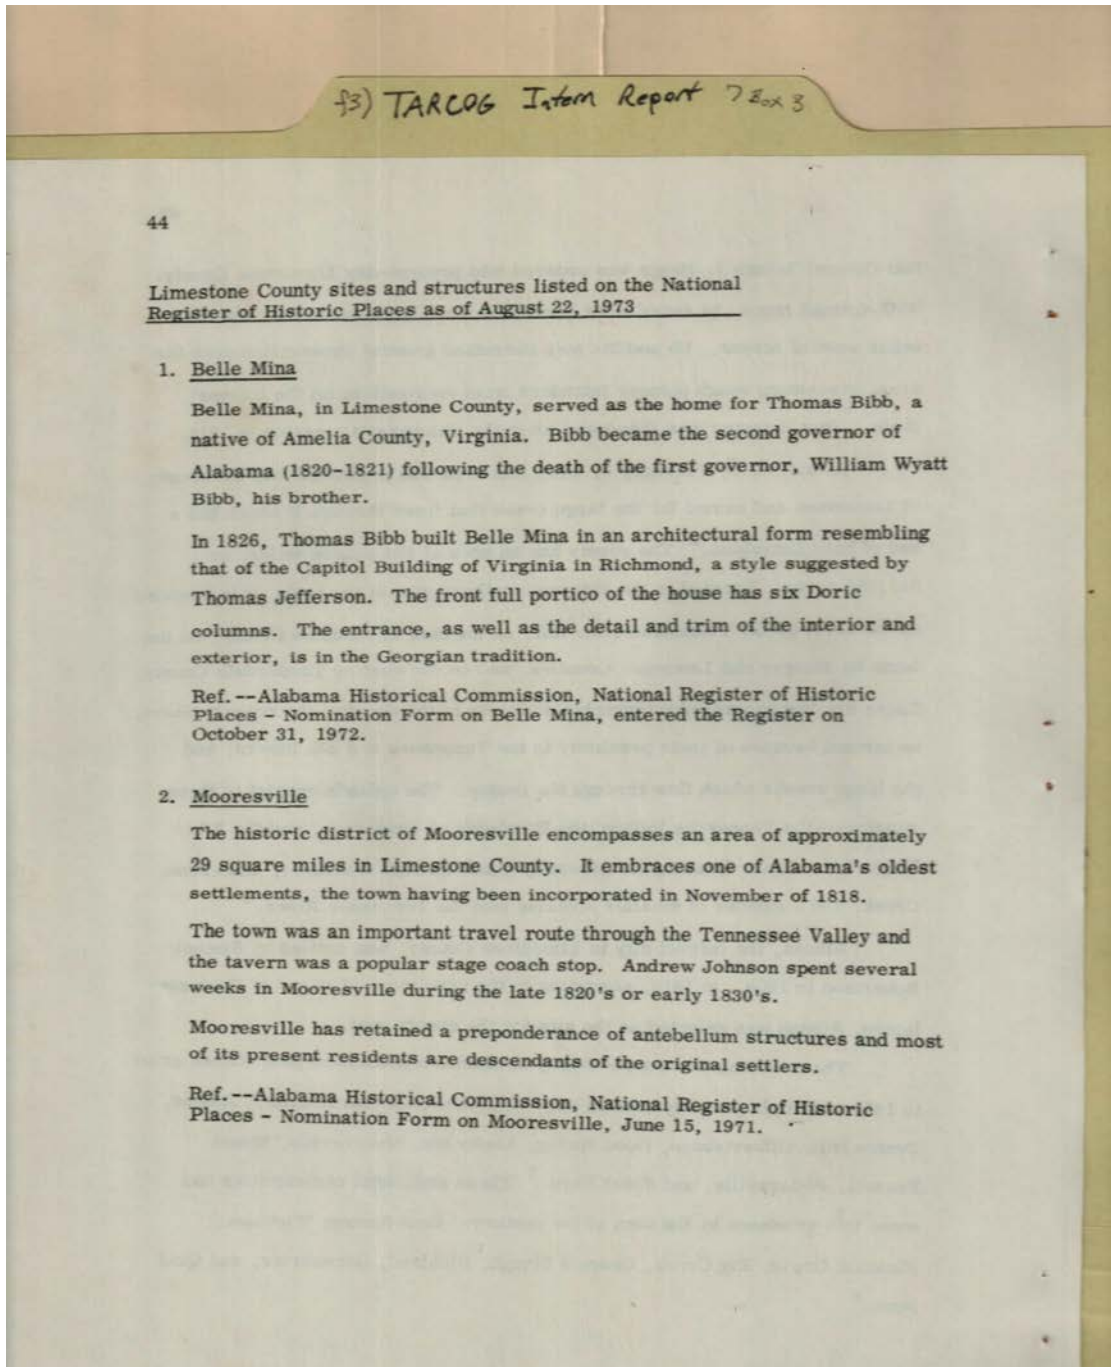 f3) TARCOG Intern Report 7 Box 3
44
Limestone County sites and structures listed on the National
Register of Historic Places as of August 22, 1973
1. Belle Mina
Belle Mina, in Limestone County, served as the home for Thomas Bibb, a
native of Amelia County, Virginia. Bibb became the second governor of
Alabama (1820-1821) following the death of the first governor, William Wyatt
Bibb, his brother.
In 1826, Thomas Bibb built Belle Mina in an architectural form resembling
that of the Capitol Building of Virginia in Richmond, a style suggested by
Thomas Jefferson. The front full portico of the house has six Doric
columns. The entrance, as well as the detail and trim of the interior and
exterior, is in the Georgian tradition.
Ref.--Alabama Historical Commission, National Register of Historic
Places - Nomination Form on Belle Mina, entered the Register on
October 31, 1972.
2. Mooresville
The historic district of Mooresville encompasses an area of approximately
29 square miles in Limestone County. It embraces one of Alabama's oldest
settlements, the town having been incorporated in November of 1818.
The town was an important travel route through the Tennessee Valley and
the tavern was a popular stage coach stop. Andrew Johnson spent several
weeks in Mooresville during the late 1820's or early 1830's.
Mooresville has retained a preponderance of antebellum structures and most
of its present residents are descendants of the original settlers.
Ref.--Alabama Historical Commission, National Register of Historic
Places - Nomination Form on Mooresville, June 15, 1971.